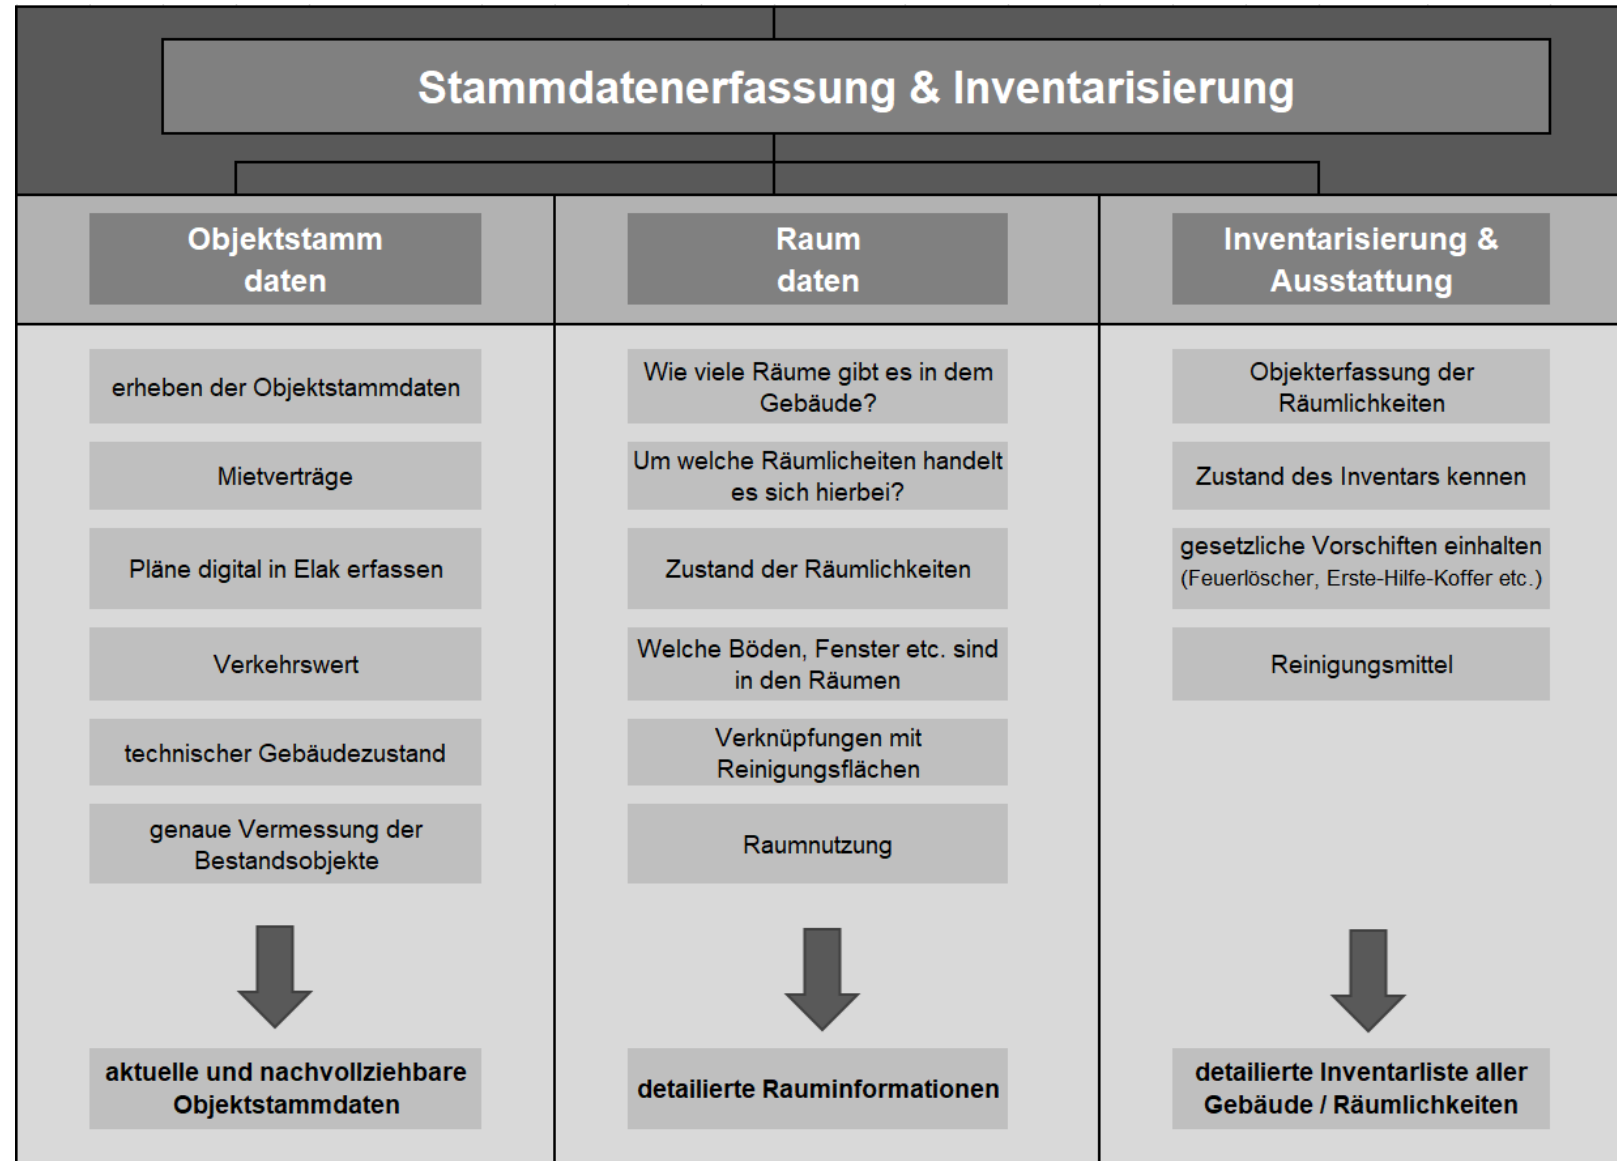 Stammdatenerfassung & Inventarisierung
Objektstamm
daten
erheben der Objektstammdaten
Mietverträge
Pläne digital in Elak erfassen
Verkehrswert
technischer Gebäudezustand
genaue Vermessung der
Bestandsobjekte
aktuelle und nachvollziehbare
Objektstammdaten
Raum
daten
Wie viele Räume gibt es in dem
Gebäude?
Um welche Räumlicheiten handelt
es sich hierbei?
Zustand der Räumlichkeiten
Welche Böden, Fenster etc. sind
in den Räumen
Verknüpfungen mit
Reinigungsflächen
Raumnutzung
detailierte Rauminformationen
Inventarisierung &
Ausstattung
Objekterfassung der
Räumlichkeiten
Zustand des Inventars kennen
gesetzliche Vorschiften einhalten
(Feuerlöscher, Erste-Hilfe-Koffer etc.)
Reinigungsmittel
detailierte Inventarliste aller
Gebäude / Räumlichkeiten